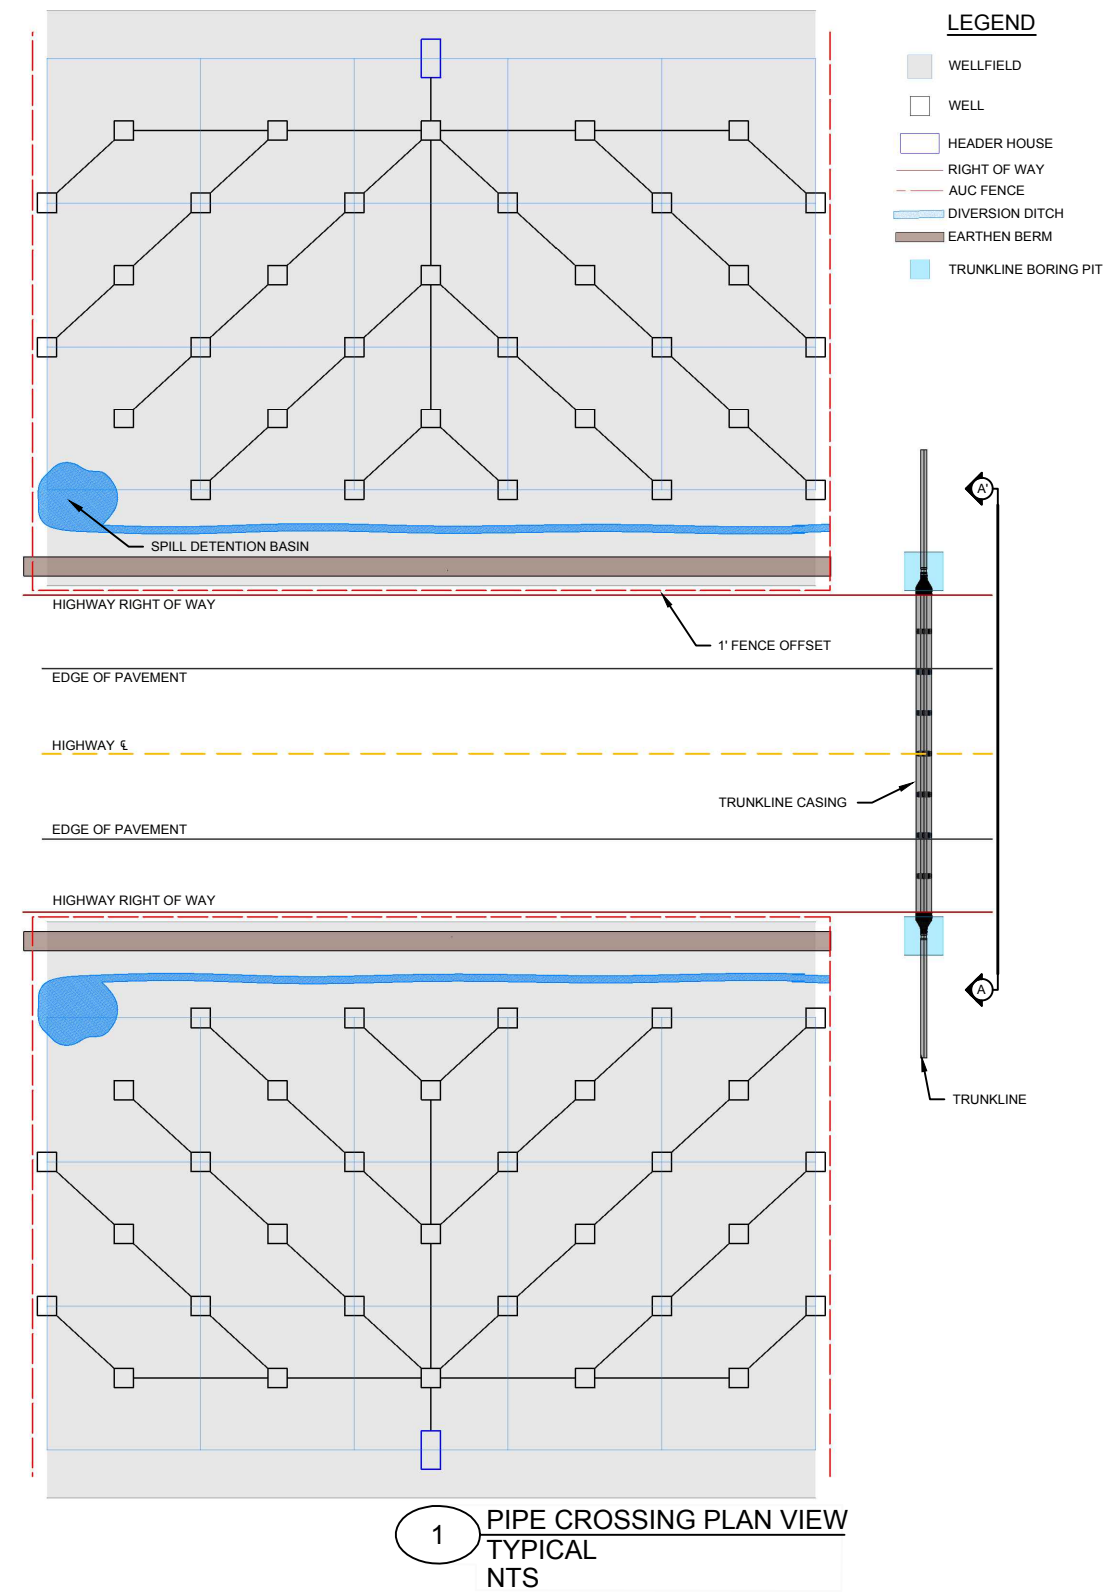 LEGEND
WELLFIELD
WELL
HEADER HOUSE
RIGHT OF WAY
AUC FENCE
DIVERSION DITCH
EARTHEN BERM
TRUNKLINE BORING PIT
A'
SPILL DETENTION BASIN
HIGHWAY RIGHT OF WAY
1' FENCE OFFSET
EDGE OF PAVEMENT
HIGHWAY ℄
TRUNKLINE CASING
EDGE OF PAVEMENT
HIGHWAY RIGHT OF WAY
A
TRUNKLINE
1
PIPE CROSSING PLAN VIEW
TYPICAL
NTS